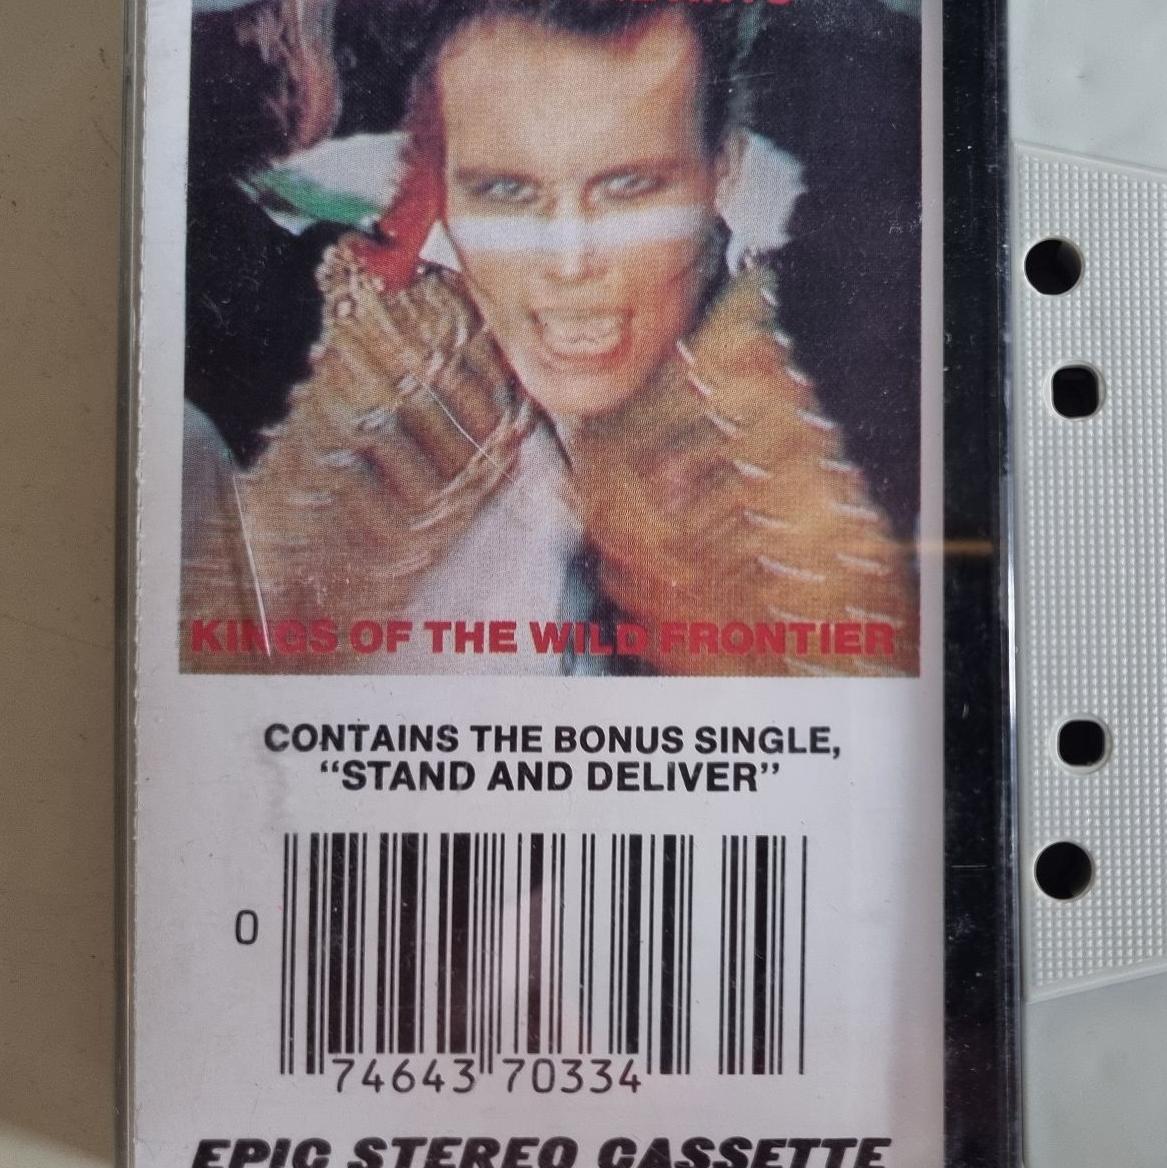 KINGS OF THE WILD FRONTIER
CONTAINS THE BONUS SINGLE,
“STAND AND DELIVER”
0
74643 70334
EPIC STEREO CASSETTE